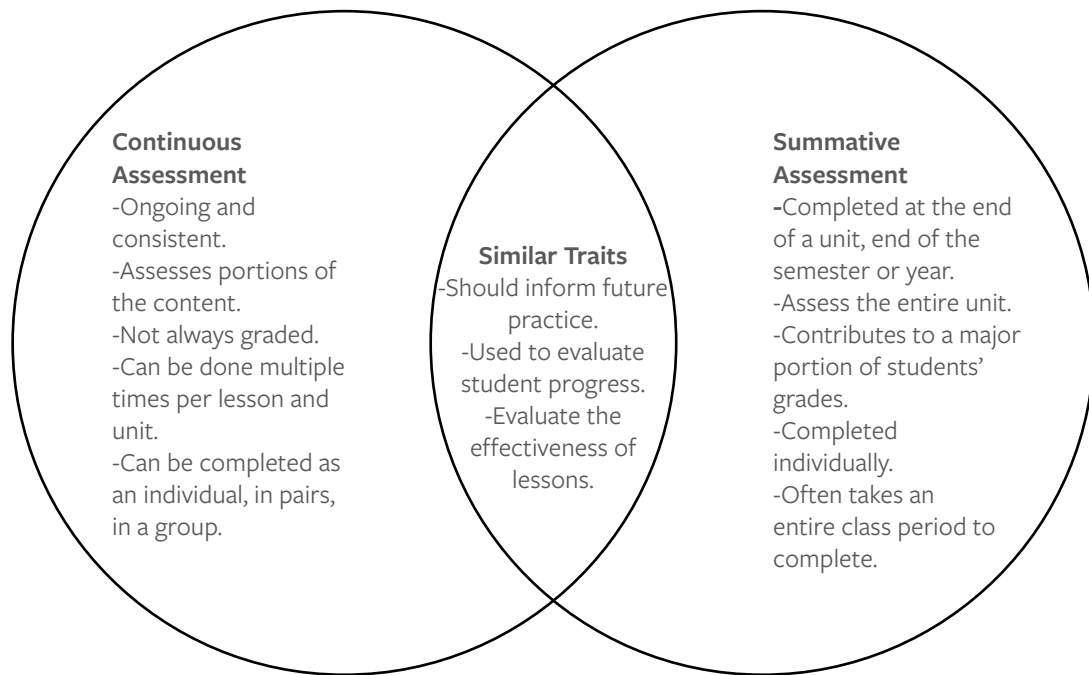 Continuous
Assessment
-Ongoing and
consistent.
-Assesses portions of
the content.
-Not always graded.
-Can be done multiple
times per lesson and
unit.
-Can be completed as
an individual, in pairs,
in a group.
Similar Traits
-Should inform future
practice.
-Used to evaluate
student progress.
-Evaluate the
effectiveness of
lessons.
Summative
Assessment
-Completed at the end
of a unit, end of the
semester or year.
-Assess the entire unit.
-Contributes to a major
portion of students’
grades.
-Completed
individually.
-Often takes an
entire class period to
complete.